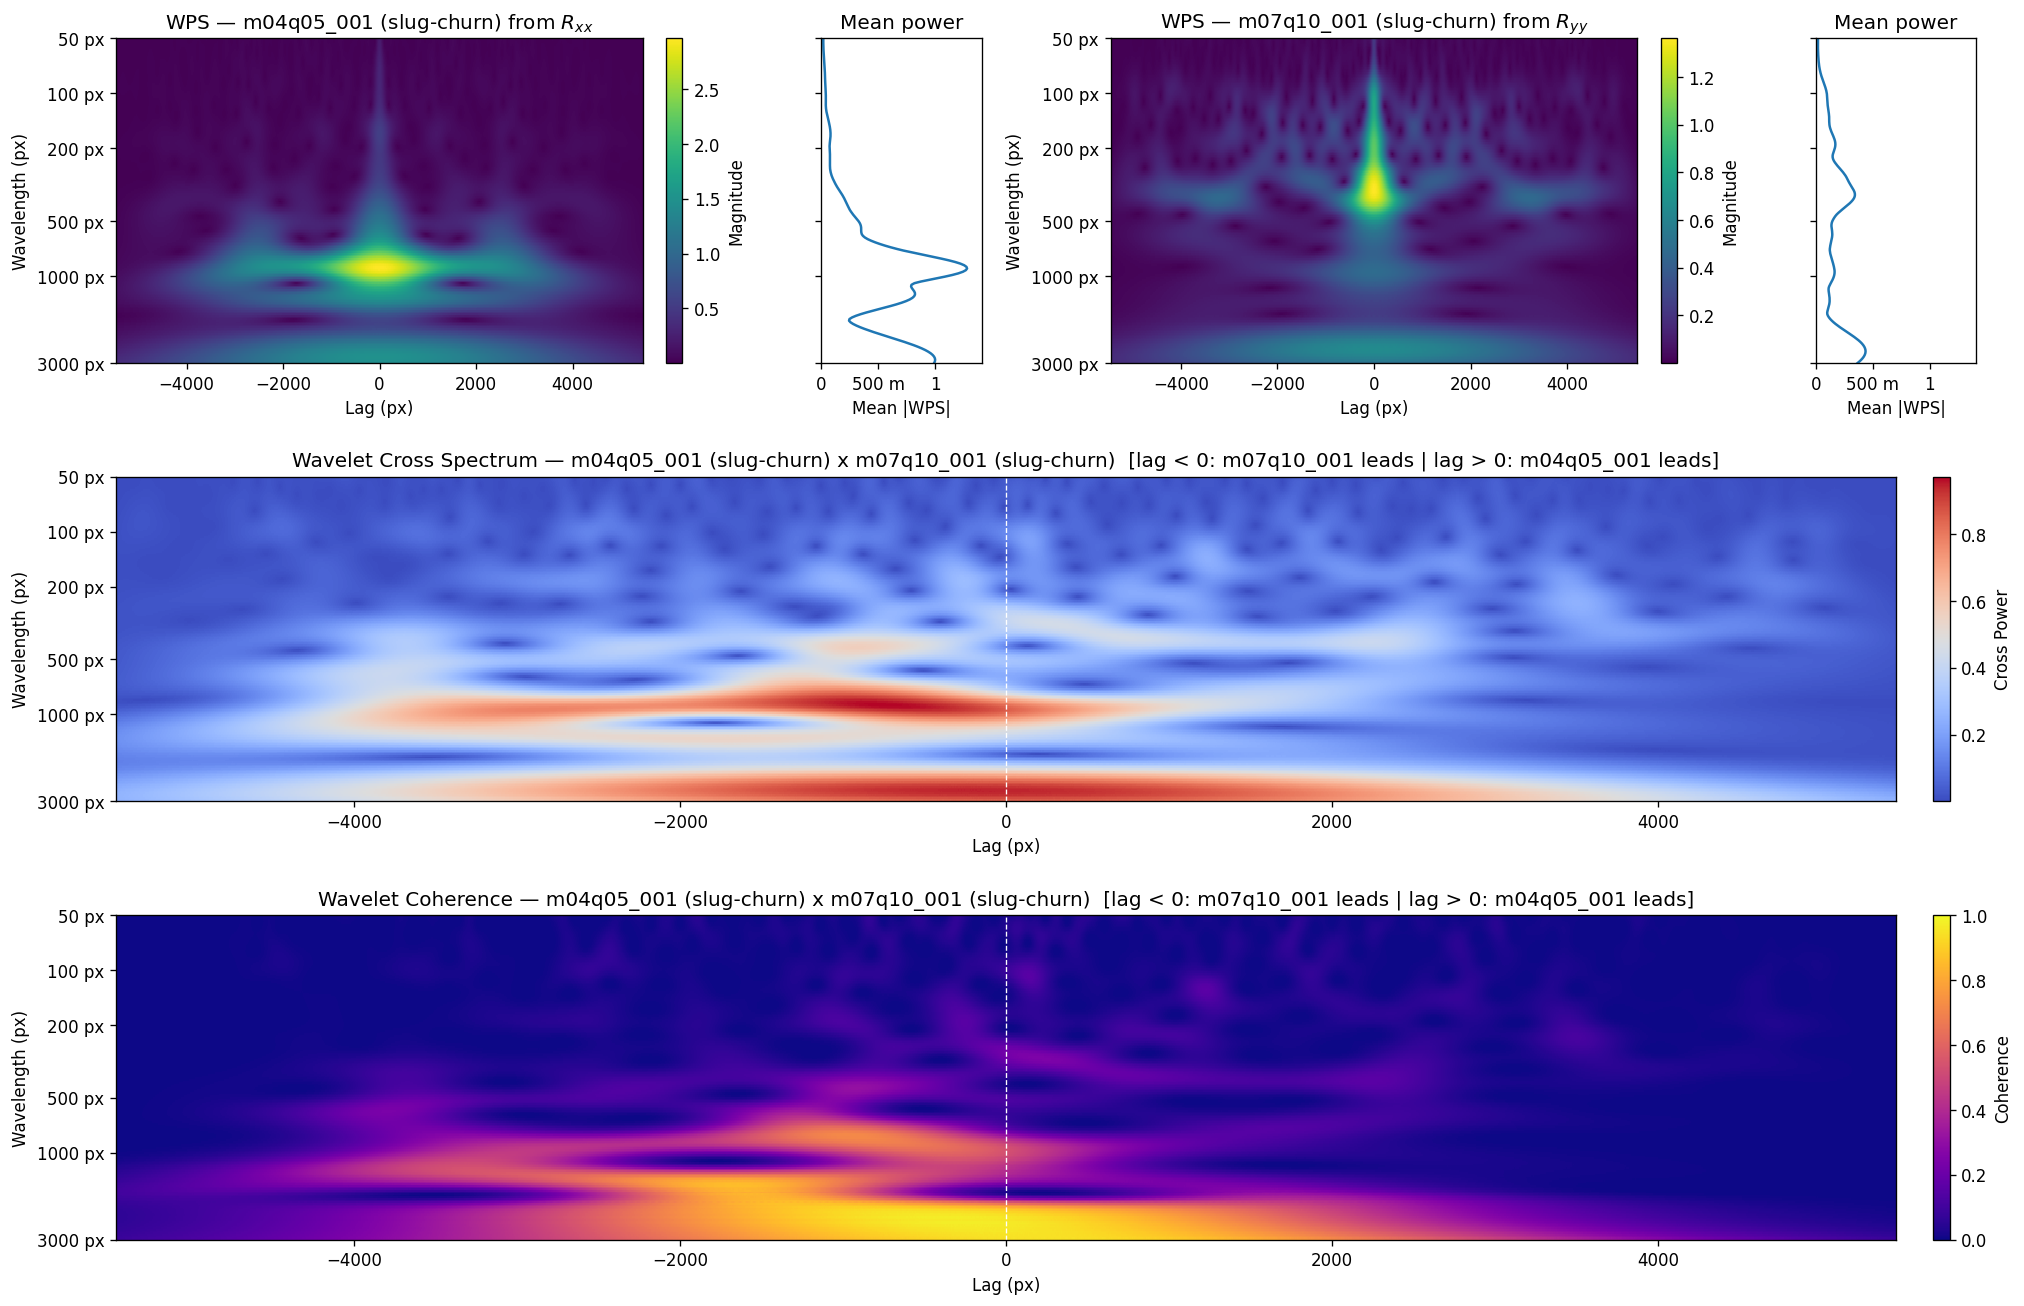 WPS — m04q05_001 (slug-churn) from Rxx
Mean power
WPS — m07q10_001 (slug-churn) from Ryy
Mean power
50 px
100 px
200 px
500 px
1000 px
3000 px
Wavelength (px)
−4000
−2000
0
2000
4000
Lag (px)
2.5
2.0
1.5
1.0
0.5
Magnitude
0
500 m
1
Mean |WPS|
50 px
100 px
200 px
500 px
1000 px
3000 px
Wavelength (px)
−4000
−2000
0
2000
4000
Lag (px)
1.2
1.0
0.8
0.6
0.4
0.2
Magnitude
0
500 m
1
Mean |WPS|
Wavelet Cross Spectrum — m04q05_001 (slug-churn) x m07q10_001 (slug-churn)  [lag < 0: m07q10_001 leads | lag > 0: m04q05_001 leads]
50 px
100 px
200 px
500 px
1000 px
3000 px
Wavelength (px)
−4000
−2000
0
2000
4000
Lag (px)
0.8
0.6
0.4
0.2
Cross Power
Wavelet Coherence — m04q05_001 (slug-churn) x m07q10_001 (slug-churn)  [lag < 0: m07q10_001 leads | lag > 0: m04q05_001 leads]
50 px
100 px
200 px
500 px
1000 px
3000 px
Wavelength (px)
−4000
−2000
0
2000
4000
Lag (px)
1.0
0.8
0.6
0.4
0.2
0.0
Coherence